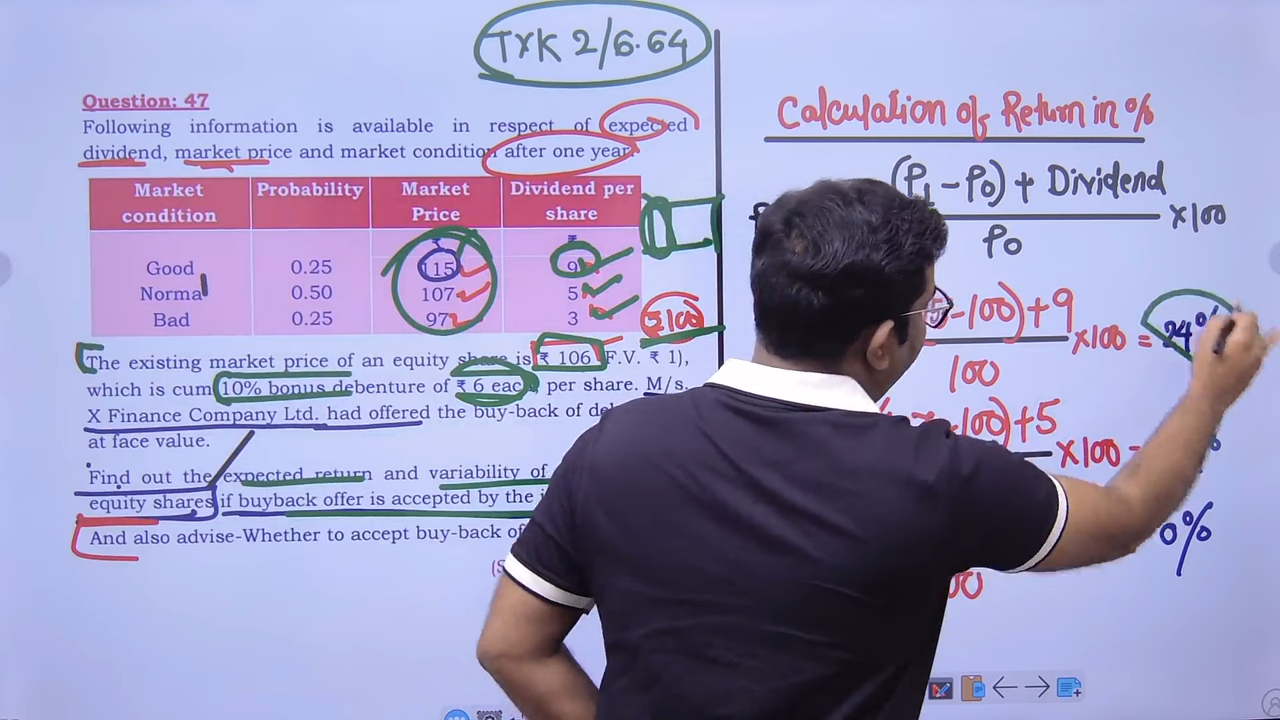 TYK 2/6.64
Question: 47
Following information is available in respect of expected
dividend, market price and market condition after one year.
Market condition Probability Market Price Dividend per share
₹ ₹
Good 0.25 115 9
Normal 0.50 107 5
Bad 0.25 97 3
₹100
The existing market price of an equity share is ₹ 106 F.V. ₹ 1),
which is cum 10% bonus debenture of ₹ 6 each, per share. M/s.
X Finance Company Ltd. had offered the buy-back of
at face value.
Find out the expected return and variability of
equity shares if buyback offer is accepted by the
And also advise-Whether to accept buy-back
Calculation of Return in %
(P1 - P0) + Dividend
x100
P0
-100)+9
x100 = 24%
100
-100)+5
x100 =
0%